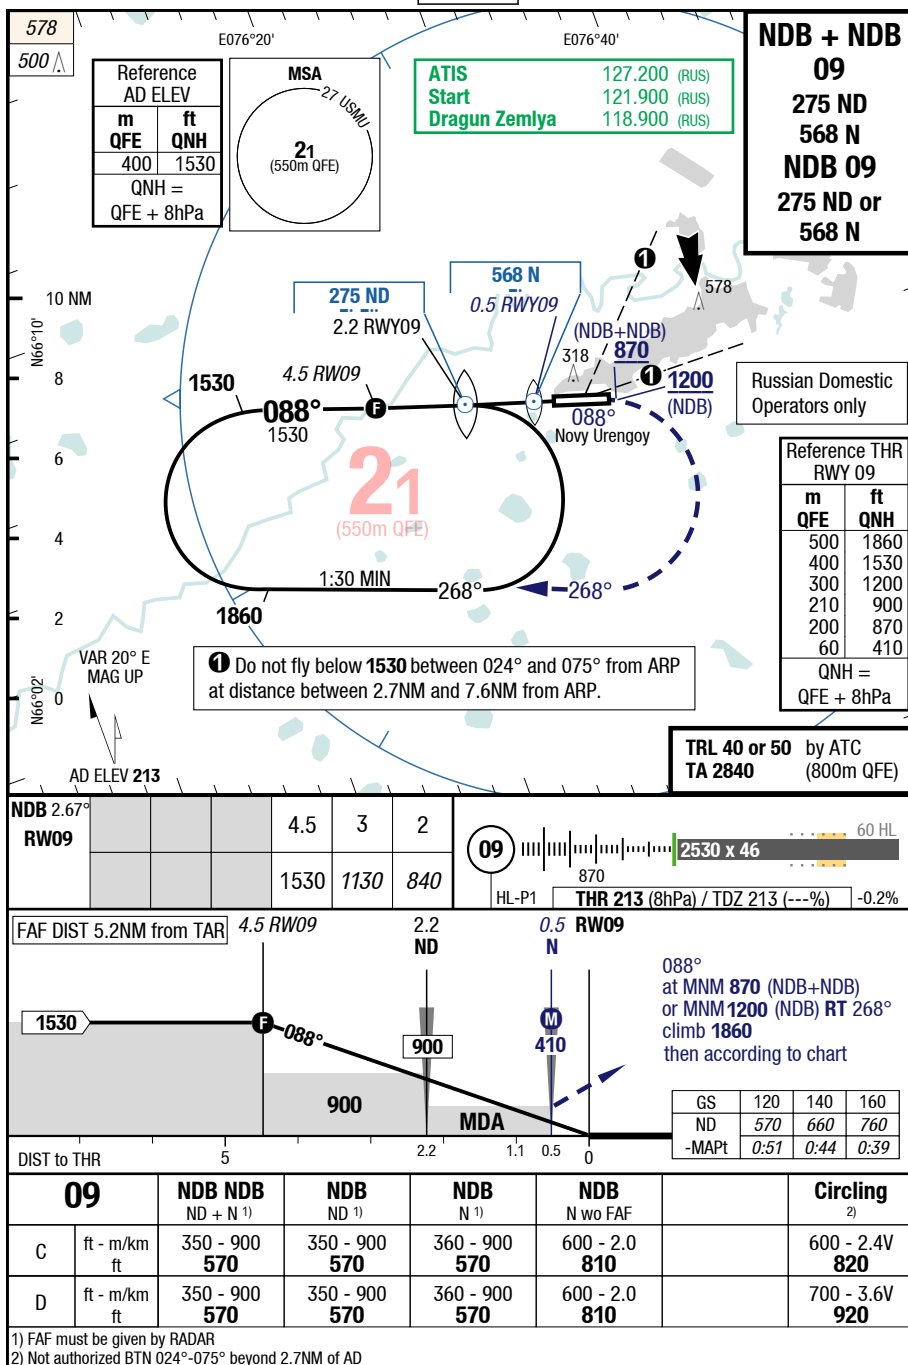 578
500
E076°20'
E076°40'
NDB + NDB
09
275 ND
568 N
NDB 09
275 ND or
568 N
Reference
AD ELEV
m ft
QFE QNH
400 1530
QNH =
QFE + 8hPa
MSA
27 USMU
21
(550m QFE)
ATIS 127.200 (RUS)
Start 121.900 (RUS)
Dragun Zemlya 118.900 (RUS)
1
578
10 NM
N66°10'
275 ND
2.2 RWY09
568 N
0.5 RWY09
(NDB+NDB)
870
318
1
1200
(NDB)
8
4.5 RW09
1530
088°
1530
F
088°
Novy Urengoy
Russian Domestic
Operators only
6
21
(550m QFE)
4
1:30 MIN
268°
268°
1860
2
Reference THR
RWY 09
m ft
QFE QNH
500 1860
400 1530
300 1200
210 900
200 870
60 410
QNH =
QFE + 8hPa
1 Do not fly below 1530 between 024° and 075° from ARP
at distance between 2.7NM and 7.6NM from ARP.
VAR 20° E
MAG UP
N66°02'
0
AD ELEV 213
TRL 40 or 50 by ATC
TA 2840 (800m QFE)
NDB 2.67°
RW09
4.5 3 2
1530 1130 840
09
870
HL-P1
2530 x 46
60 HL
THR 213 (8hPa) / TDZ 213 (---%)
-0.2%
FAF DIST 5.2NM from TAR
4.5 RW09
2.2
ND
0.5 RW09
N
1530
F
088°
900
M
410
900
MDA
088°
at MNM 870 (NDB+NDB)
or MNM 1200 (NDB) RT 268°
climb 1860
then according to chart
GS 120 140 160
ND 570 660 760
-MAPt 0:51 0:44 0:39
DIST to THR 5 2.2 1.1 0.5 0
09 NDB NDB NDB NDB NDB Circling
ND + N 1) ND 1) N 1) N wo FAF 2)
C ft - m/km 350 - 900 350 - 900 360 - 900 600 - 2.0 600 - 2.4V
ft 570 570 570 810 820
D ft - m/km 350 - 900 350 - 900 360 - 900 600 - 2.0 700 - 3.6V
ft 570 570 570 810 920
1) FAF must be given by RADAR
2) Not authorized BTN 024°-075° beyond 2.7NM of AD